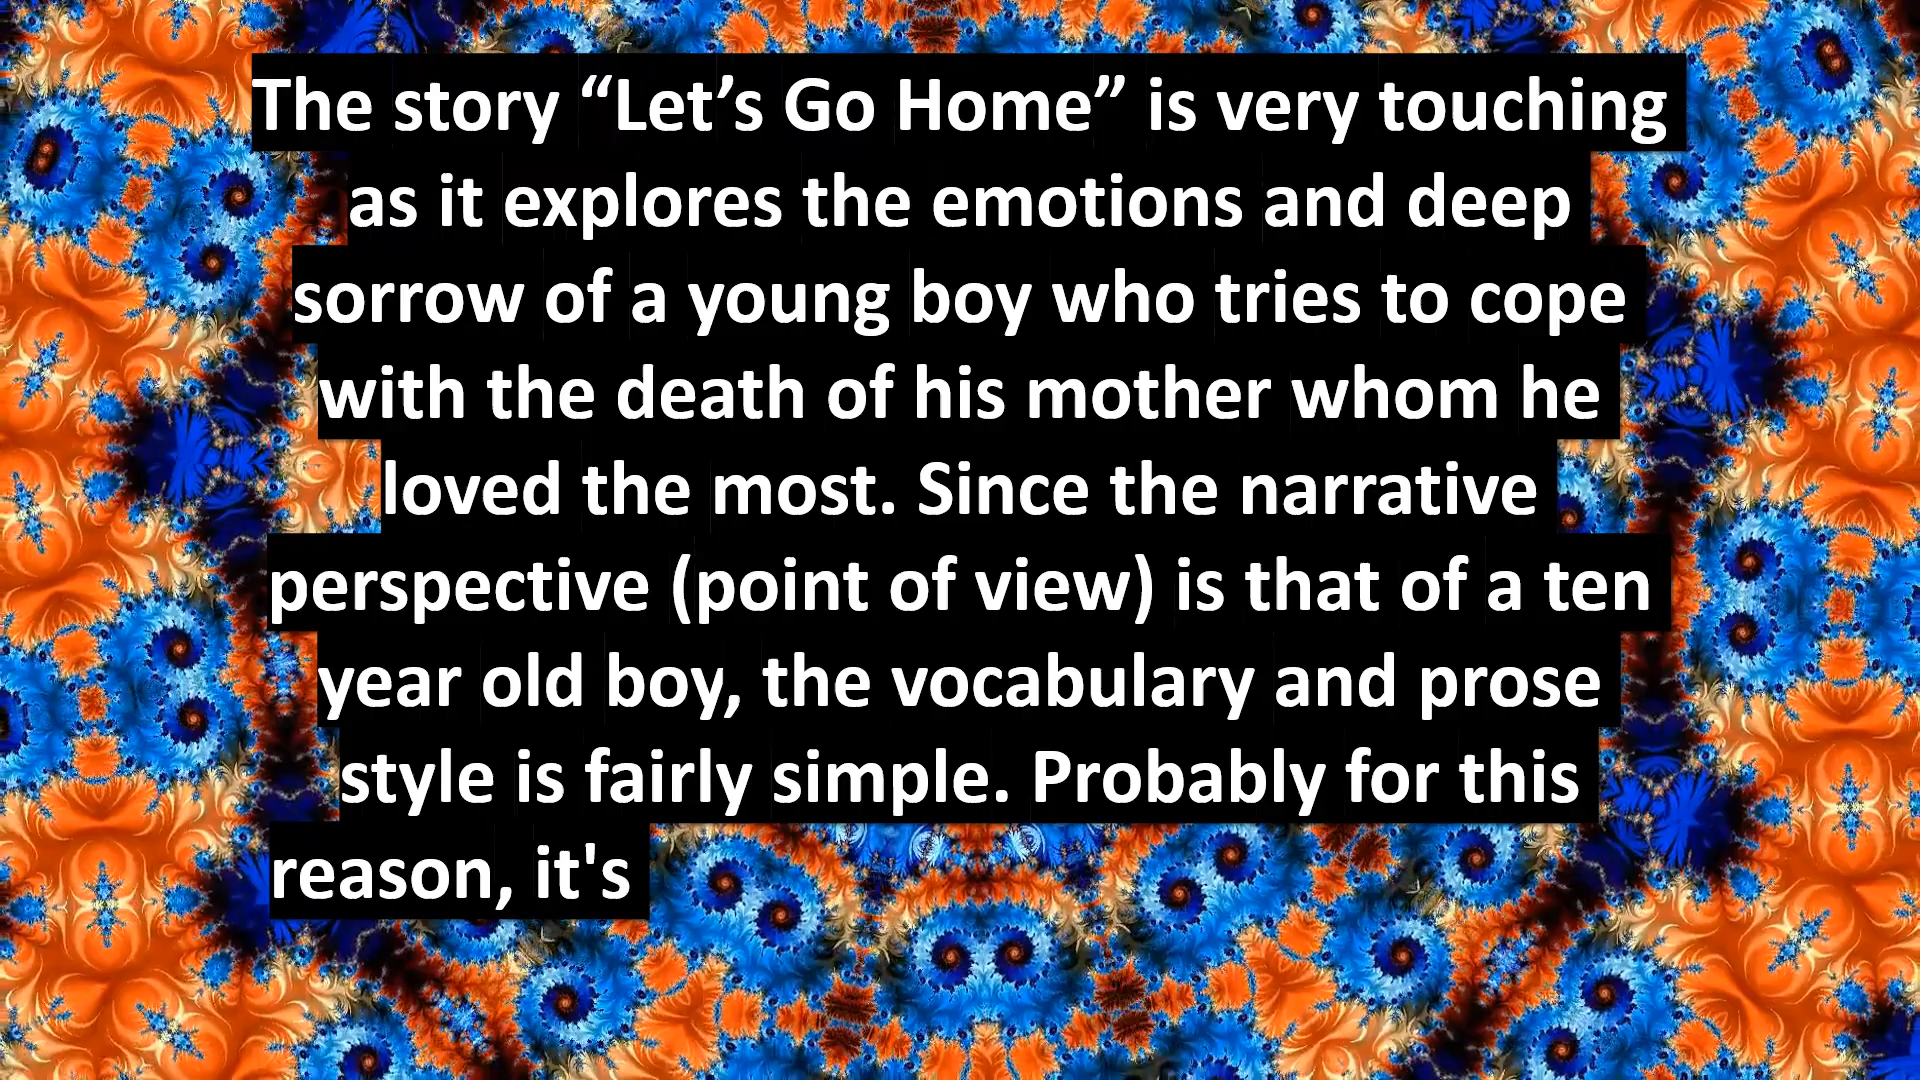 The story “Let’s Go Home” is very touching
as it explores the emotions and deep
sorrow of a young boy who tries to cope
with the death of his mother whom he
loved the most. Since the narrative
perspective (point of view) is that of a ten
year old boy, the vocabulary and prose
style is fairly simple. Probably for this
reason, it's